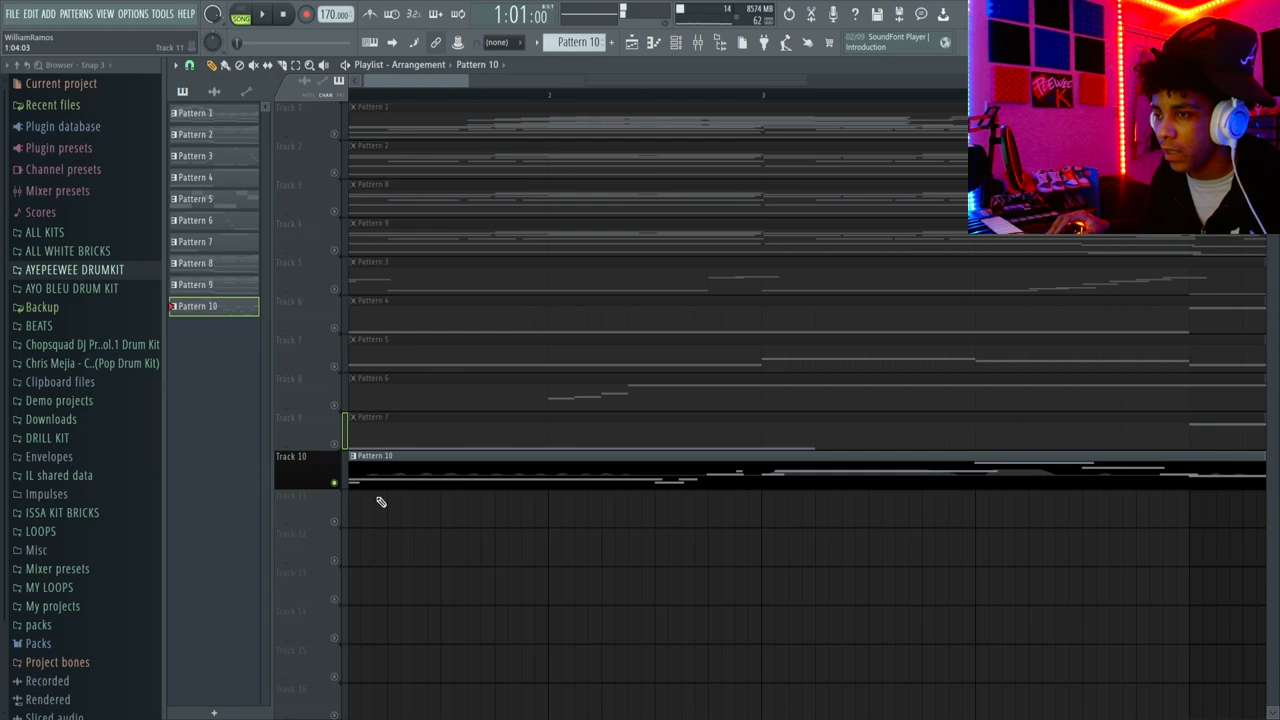 FILE EDIT ADD PATTERNS VIEW OPTIONS TOOLS HELP
SONG
170.000
3.2
1:01:00
14
8574 MB
62
WilliamRamos
1:04:03
Track 11
(none)
Pattern 10
02/09 SoundFont Player | Introduction
Browser - Snap 3
Playlist - Arrangement › Pattern 10 ›
Current project
Recent files
Plugin database
Plugin presets
Channel presets
Mixer presets
Scores
ALL KITS
ALL WHITE BRICKS
AYEPEEWEE DRUMKIT
AYO BLEU DRUM KIT
Backup
BEATS
Chopsquad DJ Pr..ol.1 Drum Kit
Chris Mejia - C..(Pop Drum Kit)
Clipboard files
Demo projects
Downloads
DRILL KIT
Envelopes
IL shared data
Impulses
ISSA KIT BRICKS
LOOPS
Misc
Mixer presets
MY LOOPS
My projects
packs
Packs
Project bones
Recorded
Rendered
Sliced audio
Pattern 1
Pattern 2
Pattern 3
Pattern 4
Pattern 5
Pattern 6
Pattern 7
Pattern 8
Pattern 9
Pattern 10
+
NOTE CHAN PAT
2
3
Track 1
Pattern 1
Track 2
Pattern 2
Track 3
Pattern 8
Track 4
Pattern 9
Track 5
Pattern 3
Track 6
Pattern 4
Track 7
Pattern 5
Track 8
Pattern 6
Track 9
Pattern 7
Track 10
Pattern 10
Track 11
Track 12
Track 13
Track 14
Track 15
Track 16
PEEWEE
K